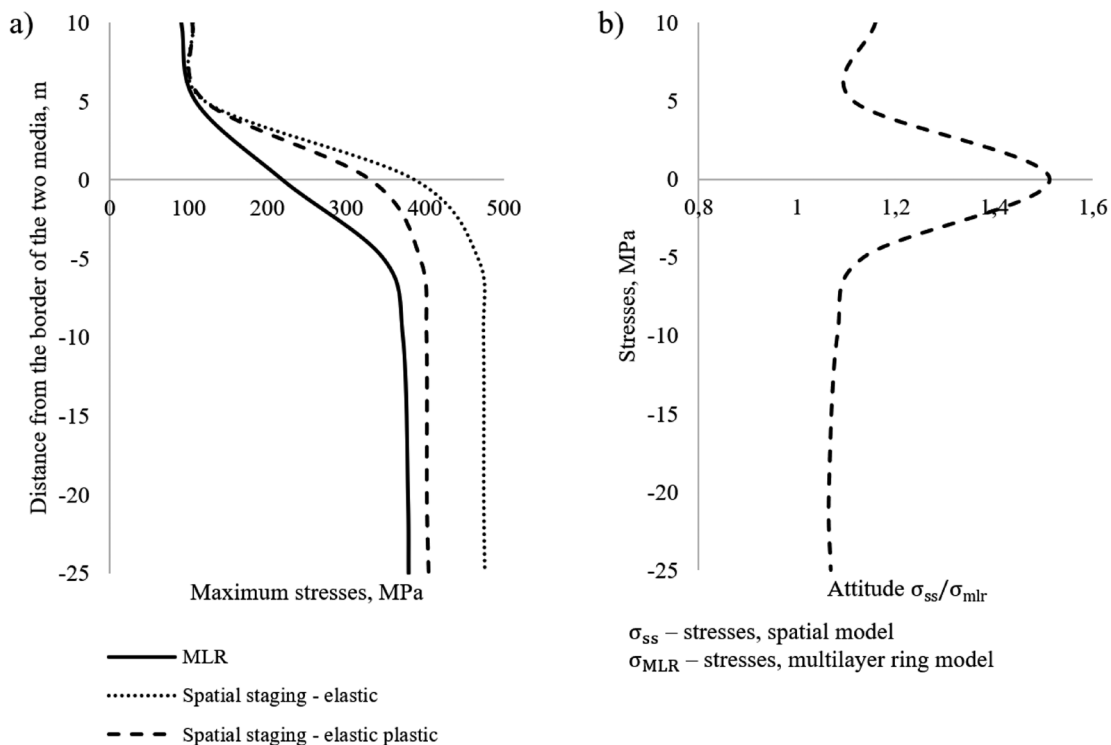 a)
Distance from the border of the two media, m
10
5
0
-5
-10
-15
-20
-25
0 100 200 300 400 500
Maximum stresses, MPa
MLR
Spatial staging - elastic
Spatial staging - elastic plastic
b)
Stresses, MPa
10
5
0
-5
-10
-15
-20
-25
0,8 1 1,2 1,4 1,6
Attitude σss/σmlr
σss – stresses, spatial model
σMLR – stresses, multilayer ring model